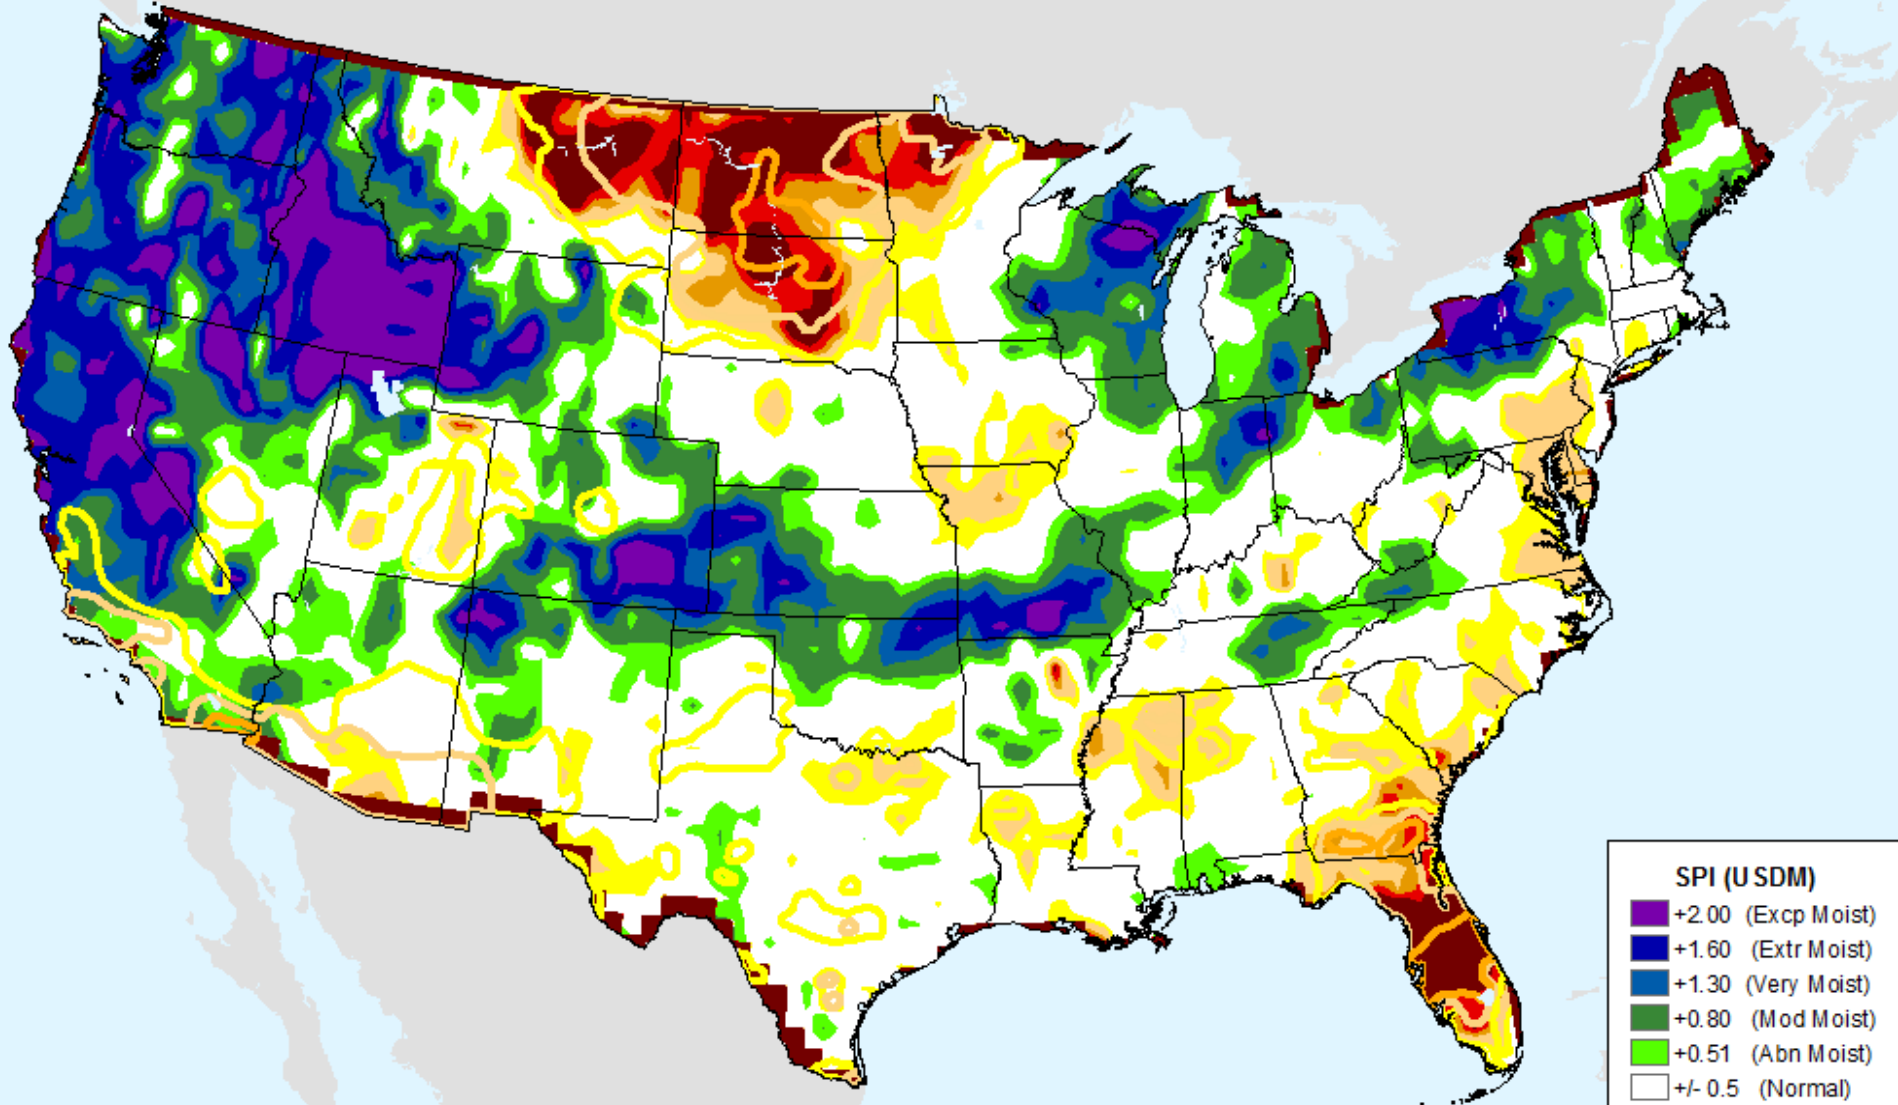 SPI (USDM)
+2.00 (Excp Moist)
+1.60 (Extr Moist)
+1.30 (Very Moist)
+0.80 (Mod Moist)
+0.51 (Abn Moist)
+/- 0.5 (Normal)